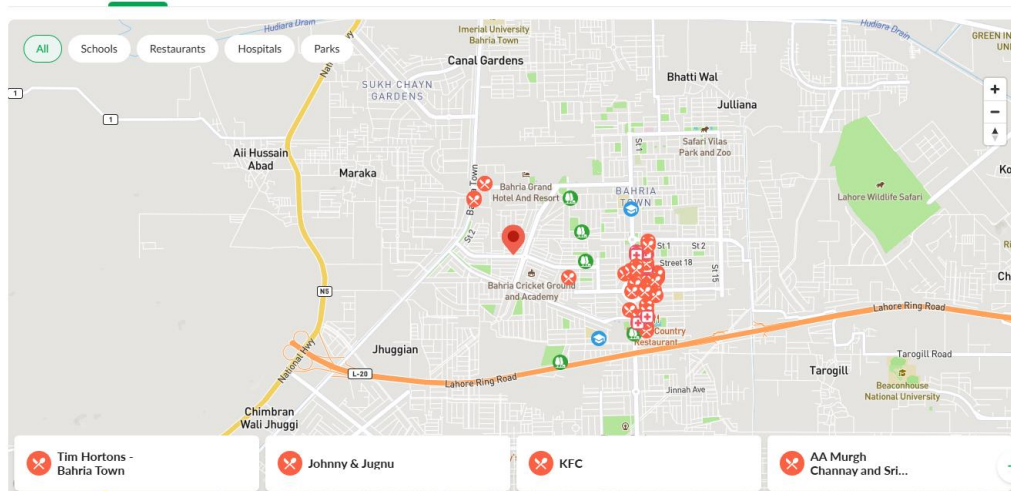 Hudiara Drain
Imerial University
Bahria Town
Hudiara Drain
GREEN IN
UNI
All
Schools
Restaurants
Hospitals
Parks
Canal Gardens
SUKH CHAYN
GARDENS
Bhatti Wal
Julliana
1
1
St 1
Safari Vilas
Park and Zoo
Aii Hussain
Abad
Maraka
Bahria Grand
Hotel And Resort
BAHRIA
TOWN
Lahore Wildlife Safari
Ko
St 2
St 1
St 2
Street 18
St 15
Ri
Ch
N5
Bahria Cricket Ground
and Academy
Lahore Ring Road
Country
Restaurant
Jhuggian
National Hwy
L-20
Lahore Ring Road
Tarogill Road
Tarogill
Jinnah Ave
Beaconhouse
National University
Chimbran
Wali Jhuggi
Tim Hortons -
Bahria Town
Johnny & Jugnu
KFC
AA Murgh
Channay and Sri...